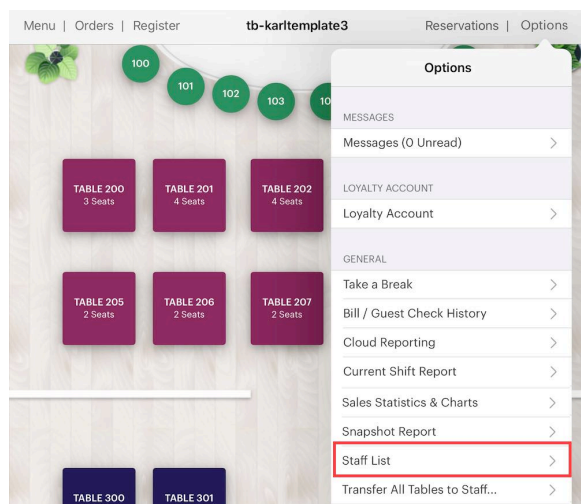 Menu | Orders | Register tb-karltemplate3 Reservations | Options
100
101
102
103
10
TABLE 200
3 Seats
TABLE 201
4 Seats
TABLE 202
4 Seats
TABLE 205
2 Seats
TABLE 206
2 Seats
TABLE 207
2 Seats
TABLE 300
TABLE 301
Options
MESSAGES
Messages (0 Unread)
LOYALTY ACCOUNT
Loyalty Account
GENERAL
Take a Break
Bill / Guest Check History
Cloud Reporting
Current Shift Report
Sales Statistics & Charts
Snapshot Report
Staff List
Transfer All Tables to Staff...